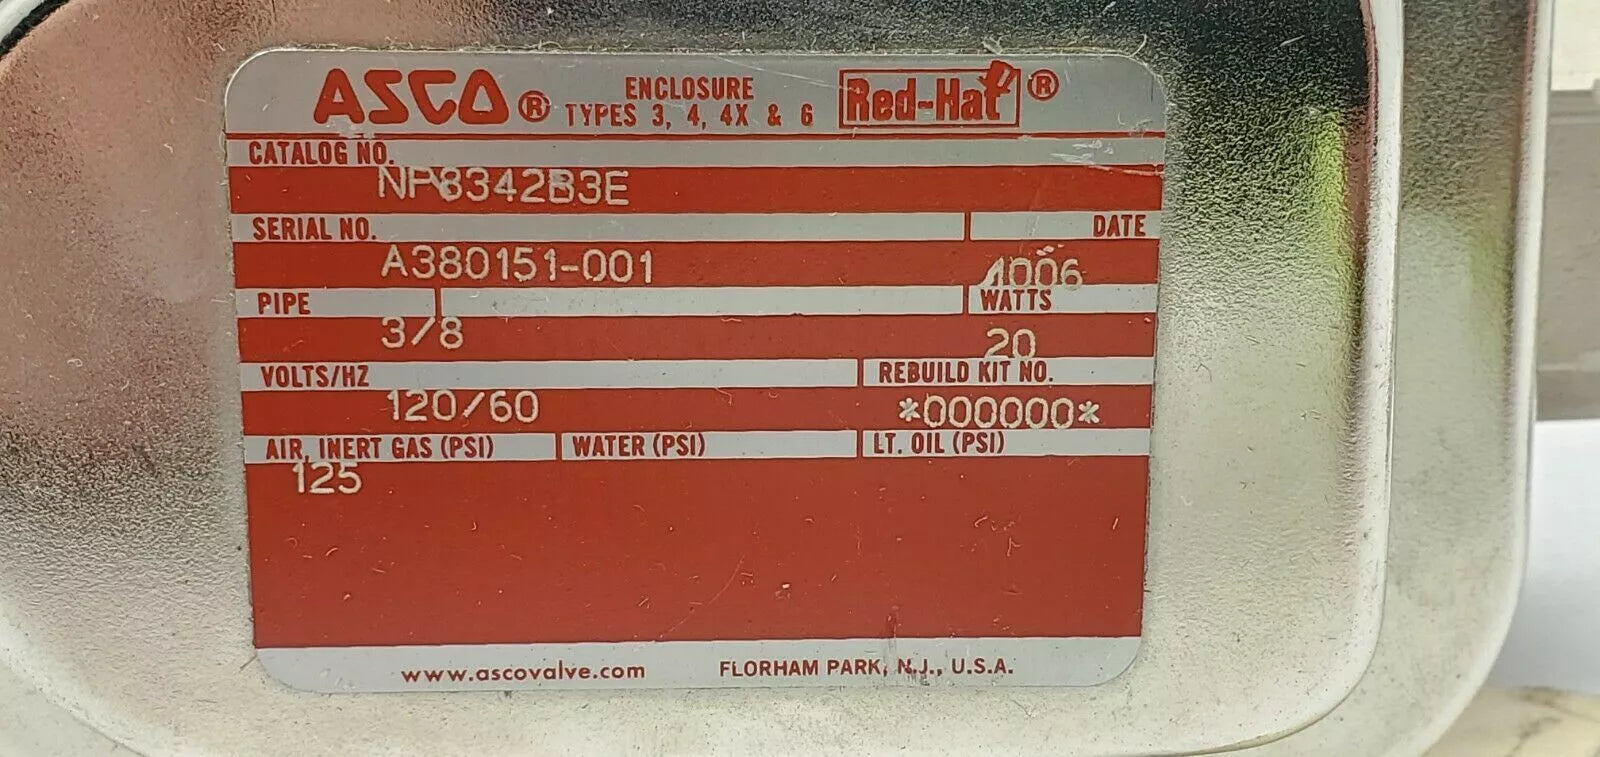 ASCO® ENCLOSURE TYPES 3, 4, 4X & 6 Red-Hat®
CATALOG NO.
NP8342B3E
SERIAL NO. DATE
A380151-001 4006
PIPE WATTS
3/8 20
VOLTS/HZ REBUILD KIT NO.
120/60 *000000*
AIR, INERT GAS (PSI) WATER (PSI) LT. OIL (PSI)
125
www.ascovalve.com FLORHAM PARK, N.J., U.S.A.